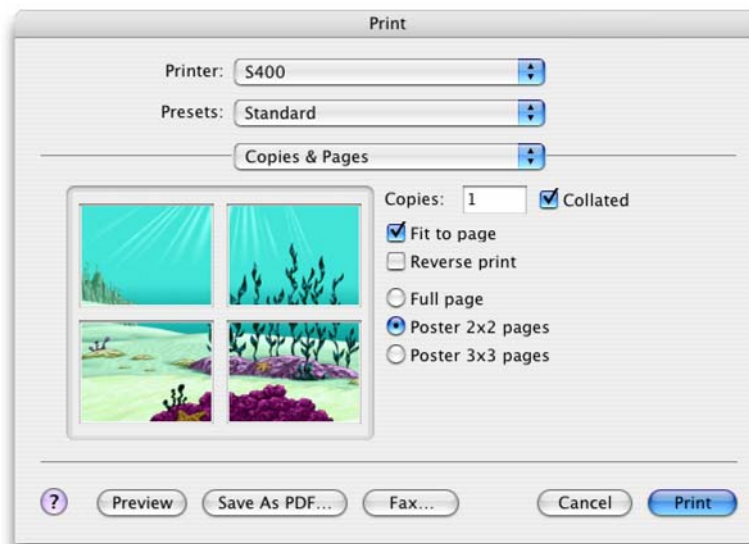 Print
Printer: S400
Presets: Standard
Copies & Pages
Copies: 1 Collated
Fit to page
Reverse print
Full page
Poster 2x2 pages
Poster 3x3 pages
? Preview Save As PDF... Fax... Cancel Print